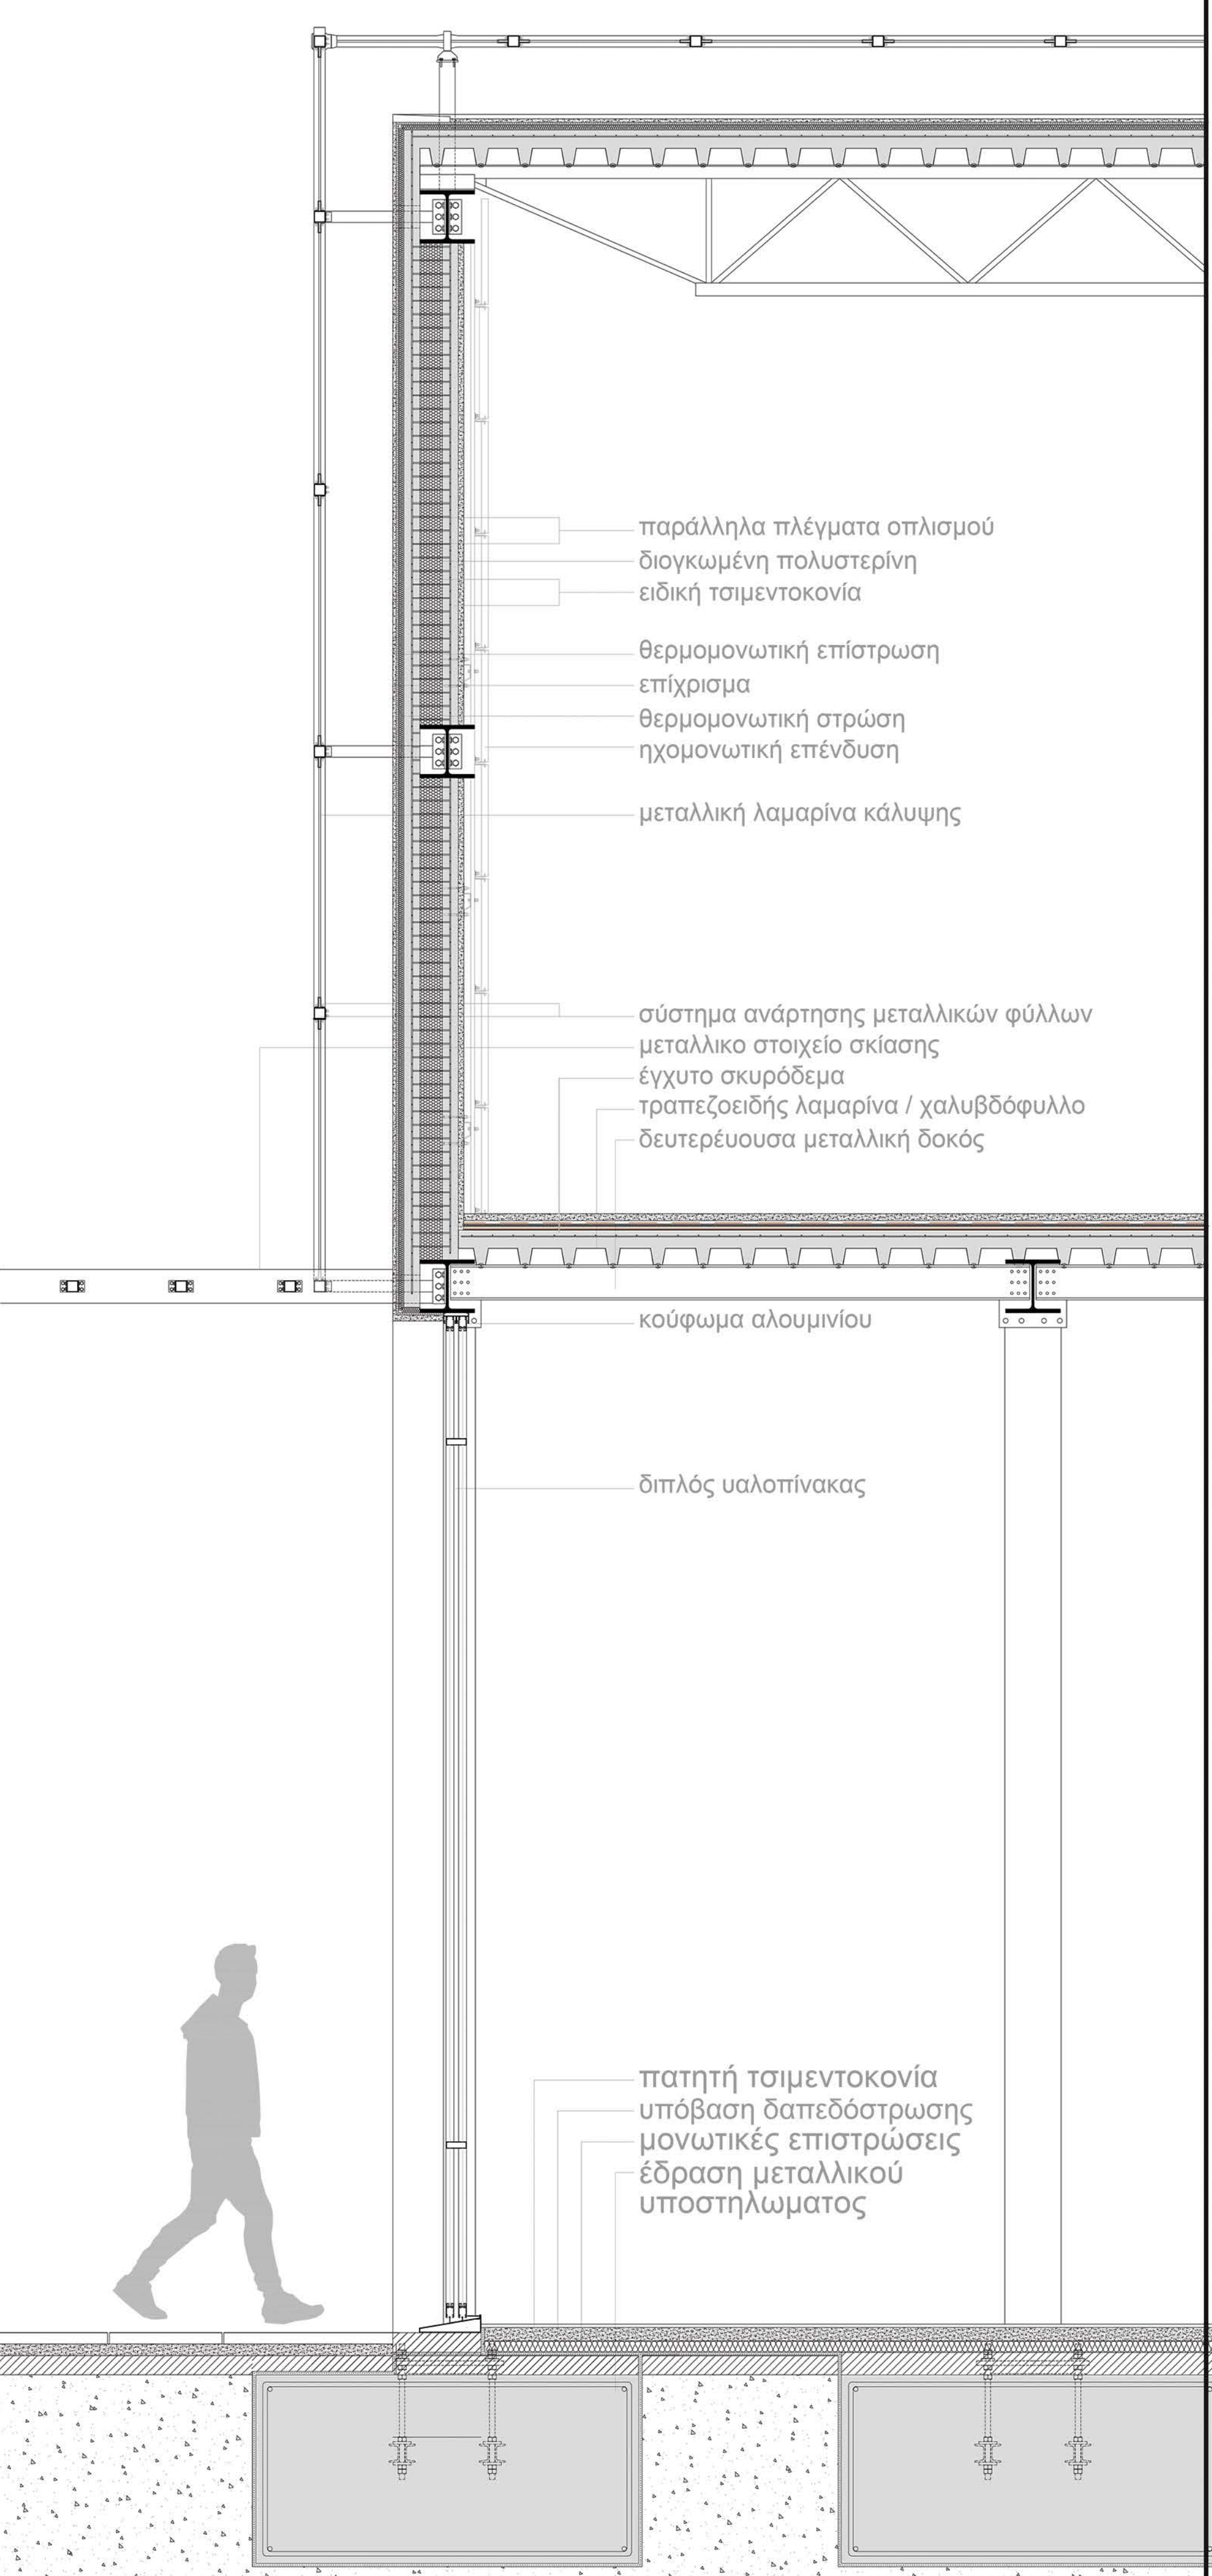 παράλληλα πλέγματα οπλισμού
διογκωμένη πολυστερίνη
ειδική τσιμεντοκονία
θερμομονωτική επίστρωση
επίχρισμα
θερμομονωτική στρώση
ηχομονωτική επένδυση
μεταλλική λαμαρίνα κάλυψης
σύστημα ανάρτησης μεταλλικών φύλλων
μεταλλικο στοιχείο σκίασης
έγχυτο σκυρόδεμα
τραπεζοειδής λαμαρίνα / χαλυβδόφυλλο
δευτερέυουσα μεταλλική δοκός
κούφωμα αλουμινίου
διπλός υαλοπίνακας
πατητή τσιμεντοκονία
υπόβαση δαπεδόστρωσης
μονωτικές επιστρώσεις
έδραση μεταλλικού
υποστηλωματος